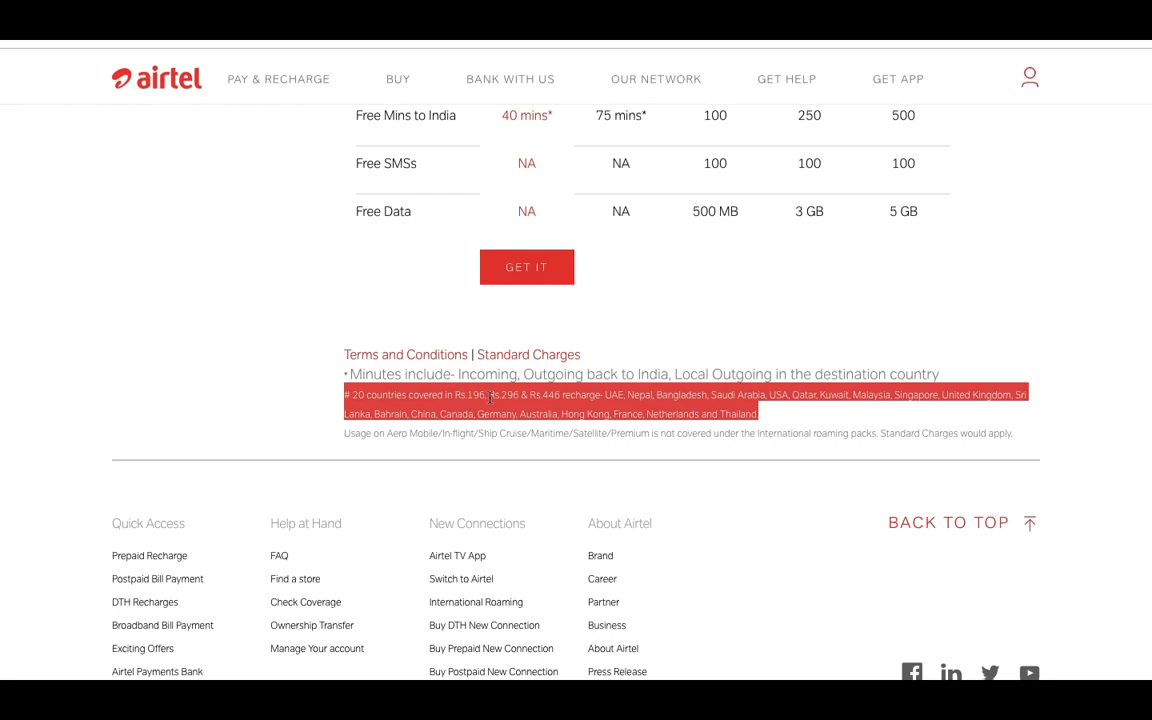 airtel PAY & RECHARGE BUY BANK WITH US OUR NETWORK GET HELP GET APP
Free Mins to India 40 mins* 75 mins* 100 250 500
Free SMSs NA NA 100 100 100
Free Data NA NA 500 MB 3 GB 5 GB
GET IT
Terms and Conditions | Standard Charges
*Minutes include- Incoming, Outgoing back to India, Local Outgoing in the destination country
# 20 countries covered in Rs.196, Rs.296 & Rs.446 recharge- UAE, Nepal, Bangladesh, Saudi Arabia, USA, Qatar, Kuwait, Malaysia, Singapore, United Kingdom, Sri
Lanka, Bahrain, China, Canada, Germany, Australia, Hong Kong, France, Netherlands and Thailand.
Usage on Aero Mobile/In-flight/Ship Cruise/Maritime/Satellite/Premium is not covered under the International roaming packs. Standard Charges would apply.
Quick Access Help at Hand New Connections About Airtel BACK TO TOP
Prepaid Recharge FAQ Airtel TV App Brand
Postpaid Bill Payment Find a store Switch to Airtel Career
DTH Recharges Check Coverage International Roaming Partner
Broadband Bill Payment Ownership Transfer Buy DTH New Connection Business
Exciting Offers Manage Your account Buy Prepaid New Connection About Airtel
Airtel Payments Bank Buy Postpaid New Connection Press Release